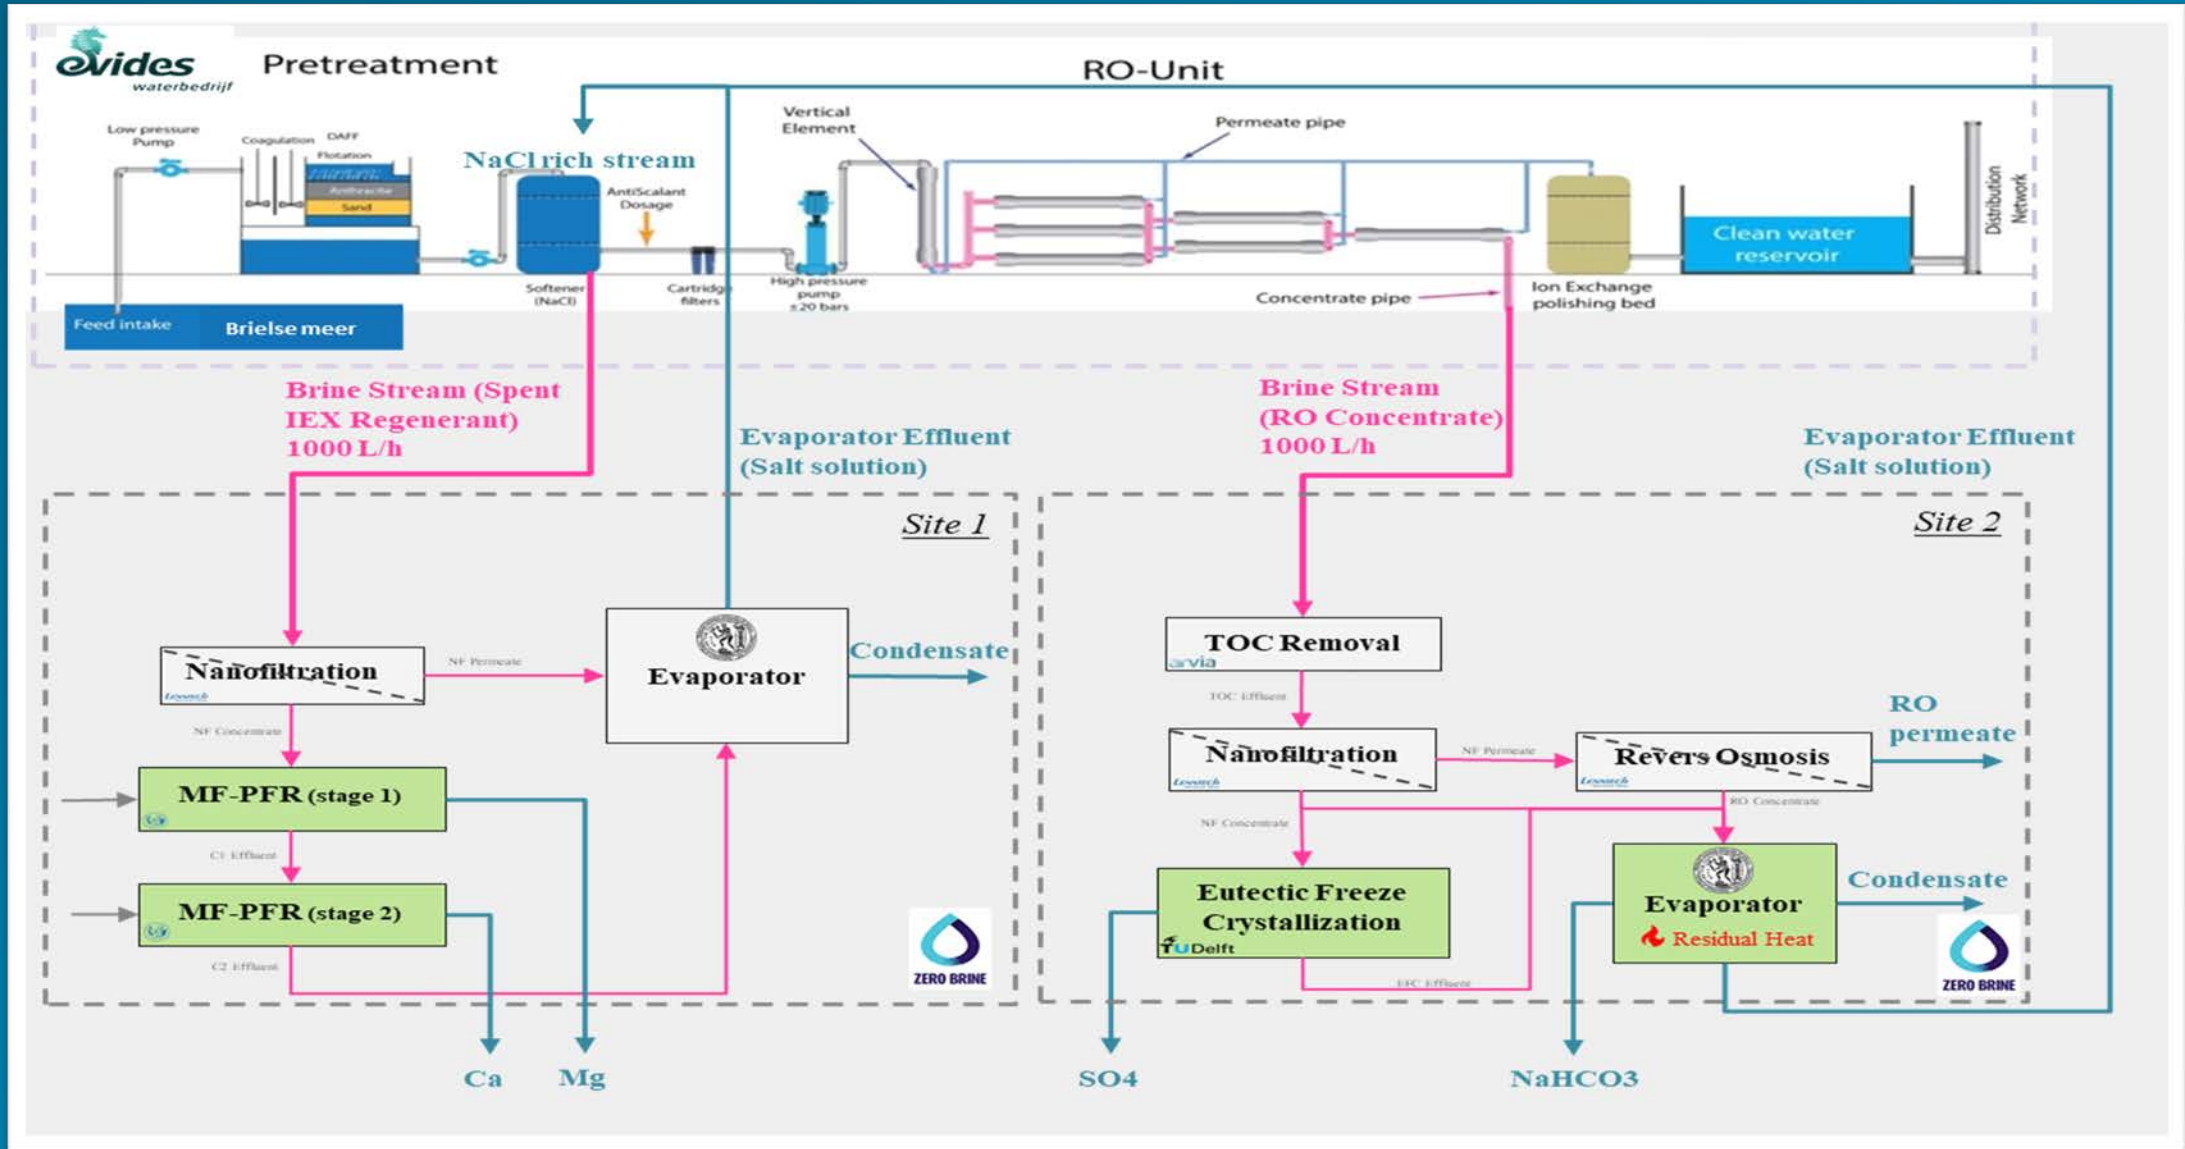 evides
waterbedrijf
Pretreatment
RO-Unit
Low pressure
Pump
Coagulation
DAFF
Flotation
Anthracite
Sand
NaCl rich stream
AntiScalant
Dosage
Vertical
Element
Permeate pipe
Distribution
Network
Clean water
reservoir
Softener
(NaCl)
Cartridge
filters
High pressure
pump
±20 bars
Concentrate pipe
Ion Exchange
polishing bed
Feed intake
Brielse meer
Brine Stream (Spent
IEX Regenerant)
1000 L/h
Evaporator Effluent
(Salt solution)
Brine Stream
(RO Concentrate)
1000 L/h
Evaporator Effluent
(Salt solution)
Site 1
Nanofiltration
Lenntech
NF Permeate
Evaporator
Condensate
NF Concentrate
MF-PFR (stage 1)
C1 Effluent
MF-PFR (stage 2)
C2 Effluent
ZERO BRINE
Ca
Mg
Site 2
TOC Removal
arvia
TOC Effluent
Nanofiltration
Lenntech
NF Permeate
Revers Osmosis
Lenntech
RO
permeate
RO Concentrate
NF Concentrate
Eutectic Freeze
Crystallization
TUDelft
EFC Effluent
Evaporator
Residual Heat
Condensate
ZERO BRINE
SO4
NaHCO3